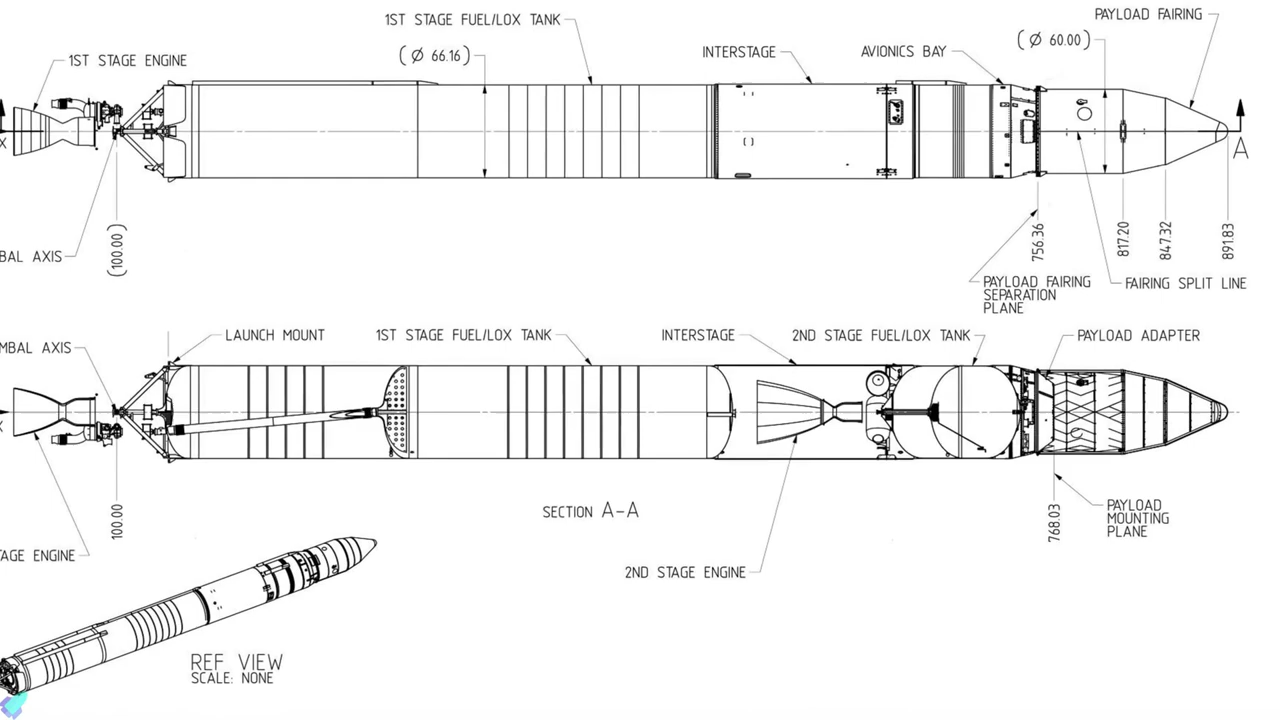 1ST STAGE FUEL/LOX TANK
PAYLOAD FAIRING
(Ø 66.16)
INTERSTAGE
AVIONICS BAY
(Ø 60.00)
1ST STAGE ENGINE
X
A
BAL AXIS
(100.00)
756.36
817.20
847.32
891.83
PAYLOAD FAIRING
SEPARATION
PLANE
FAIRING SPLIT LINE
MBAL AXIS
LAUNCH MOUNT
1ST STAGE FUEL/LOX TANK
INTERSTAGE
2ND STAGE FUEL/LOX TANK
PAYLOAD ADAPTER
X
100.00
SECTION A-A
768.03
PAYLOAD
MOUNTING
PLANE
TAGE ENGINE
2ND STAGE ENGINE
REF VIEW
SCALE: NONE